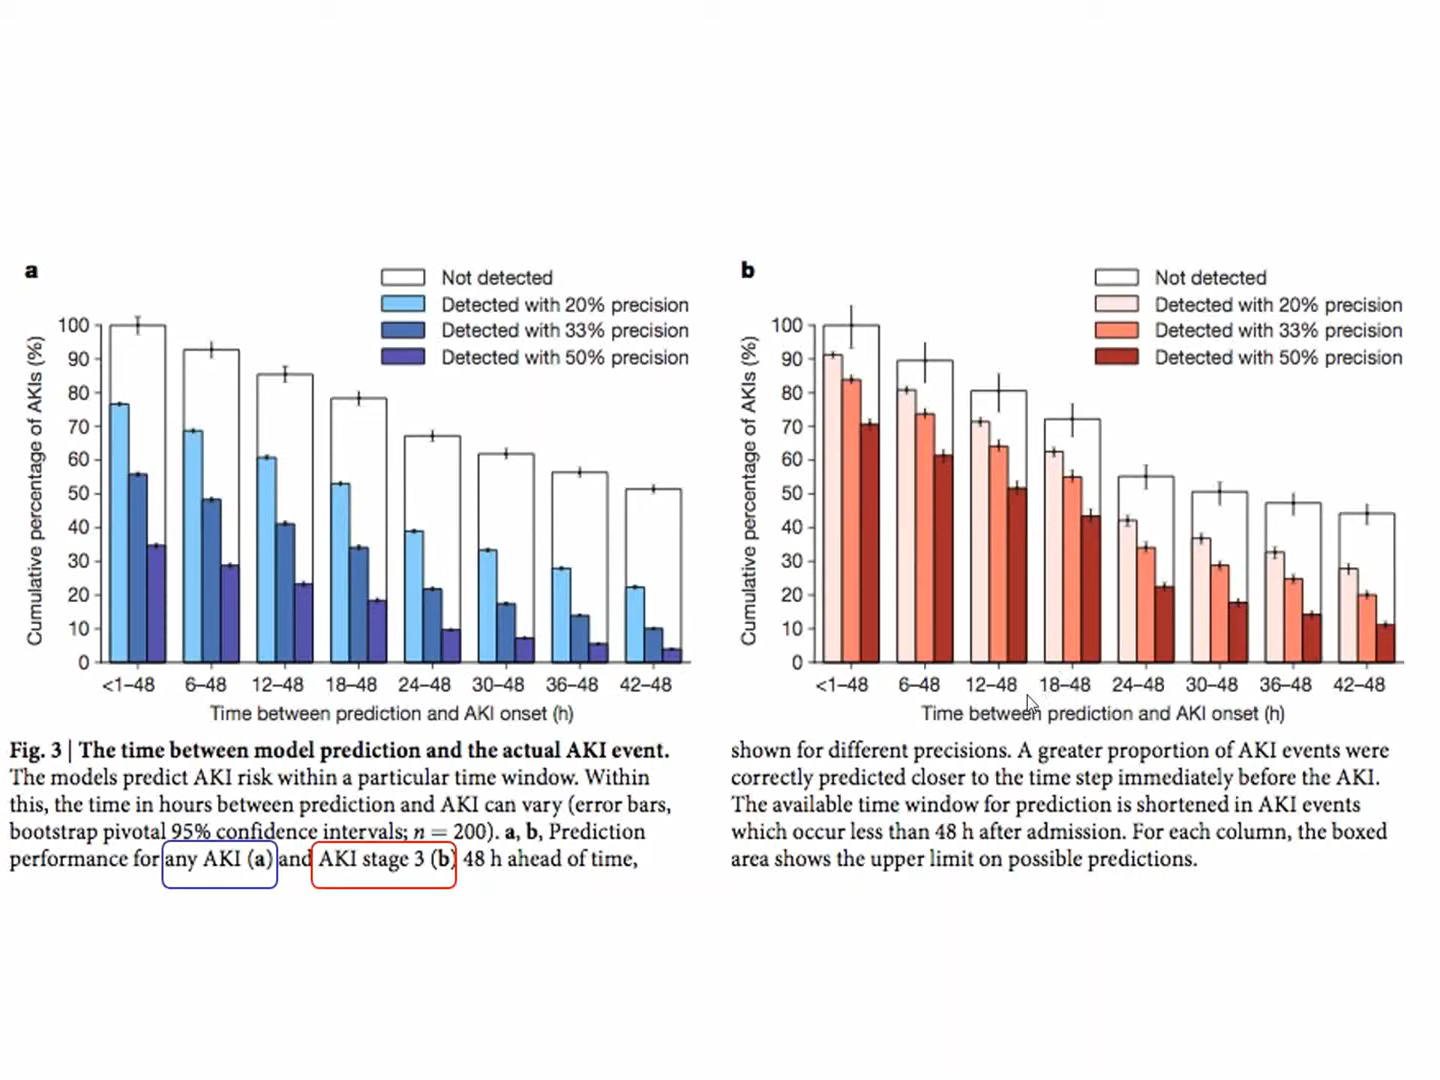 a
Not detected
Detected with 20% precision
Detected with 33% precision
Detected with 50% precision
Cumulative percentage of AKIs (%)
100
90
80
70
60
50
40
30
20
10
0
<1–48 6–48 12–48 18–48 24–48 30–48 36–48 42–48
Time between prediction and AKI onset (h)
b
Not detected
Detected with 20% precision
Detected with 33% precision
Detected with 50% precision
Cumulative percentage of AKIs (%)
100
90
80
70
60
50
40
30
20
10
0
<1–48 6–48 12–48 18–48 24–48 30–48 36–48 42–48
Time between prediction and AKI onset (h)
Fig. 3 | The time between model prediction and the actual AKI event.
The models predict AKI risk within a particular time window. Within
this, the time in hours between prediction and AKI can vary (error bars,
bootstrap pivotal 95% confidence intervals; n = 200). a, b, Prediction
performance for any AKI (a) and AKI stage 3 (b) 48 h ahead of time,
shown for different precisions. A greater proportion of AKI events were
correctly predicted closer to the time step immediately before the AKI.
The available time window for prediction is shortened in AKI events
which occur less than 48 h after admission. For each column, the boxed
area shows the upper limit on possible predictions.